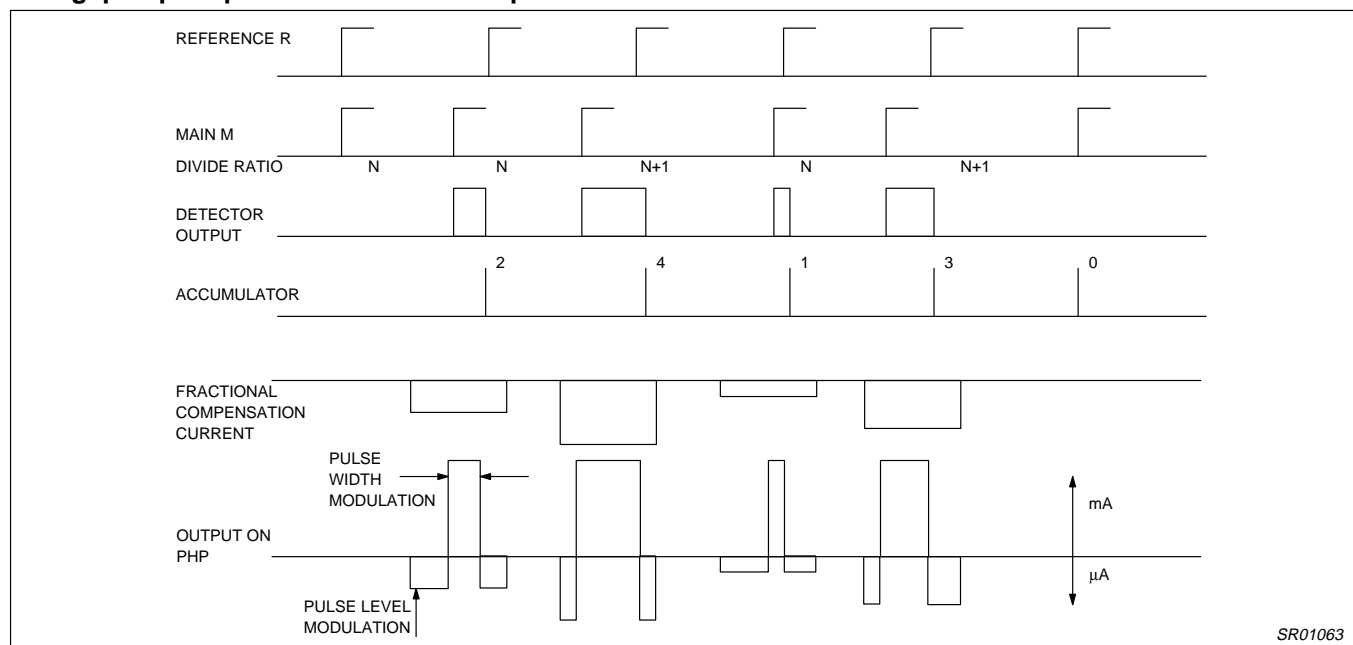 REFERENCE R
MAIN M
DIVIDE RATIO N N N+1 N N+1
DETECTOR
OUTPUT
2 4 1 3 0
ACCUMULATOR
FRACTIONAL
COMPENSATION
CURRENT
PULSE
WIDTH
MODULATION
mA
OUTPUT ON
PHP
μA
PULSE LEVEL
MODULATION
SR01063